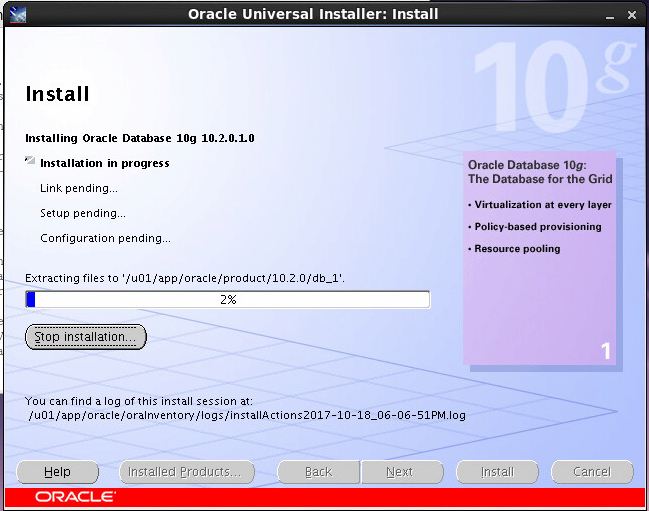 Oracle Universal Installer: Install
10g
Install
Installing Oracle Database 10g 10.2.0.1.0
Installation in progress
Link pending...
Setup pending...
Configuration pending...
Oracle Database 10g:
The Database for the Grid
• Virtualization at every layer
• Policy-based provisioning
• Resource pooling
1
Extracting files to '/u01/app/oracle/product/10.2.0/db_1'.
2%
Stop installation...
You can find a log of this install session at:
/u01/app/oracle/oraInventory/logs/installActions2017-10-18_06-06-51PM.log
Help Installed Products... Back Next Install Cancel
ORACLE